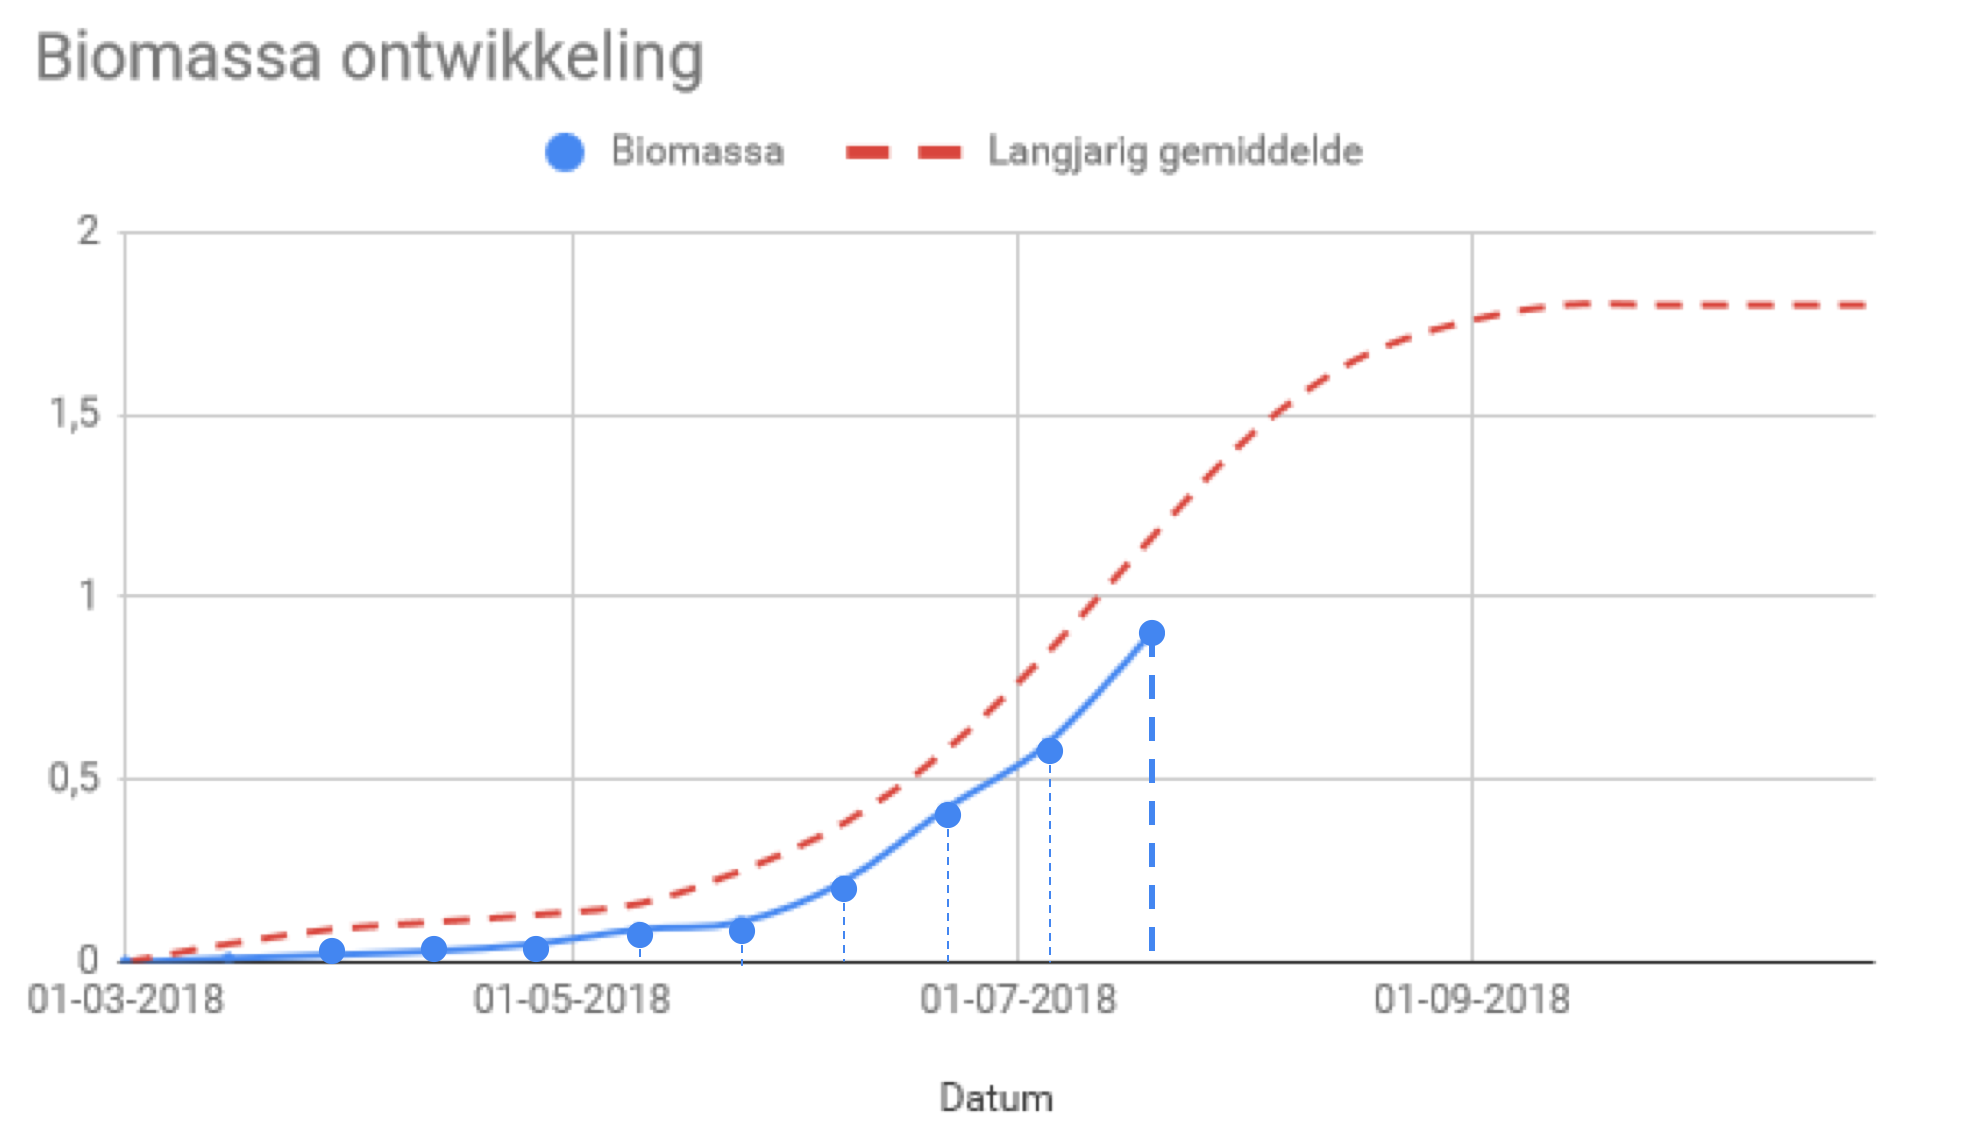 Biomassa ontwikkeling
Biomassa Langjarig gemiddelde
2
1,5
1
0,5
0
01-03-2018 01-05-2018 01-07-2018 01-09-2018
Datum